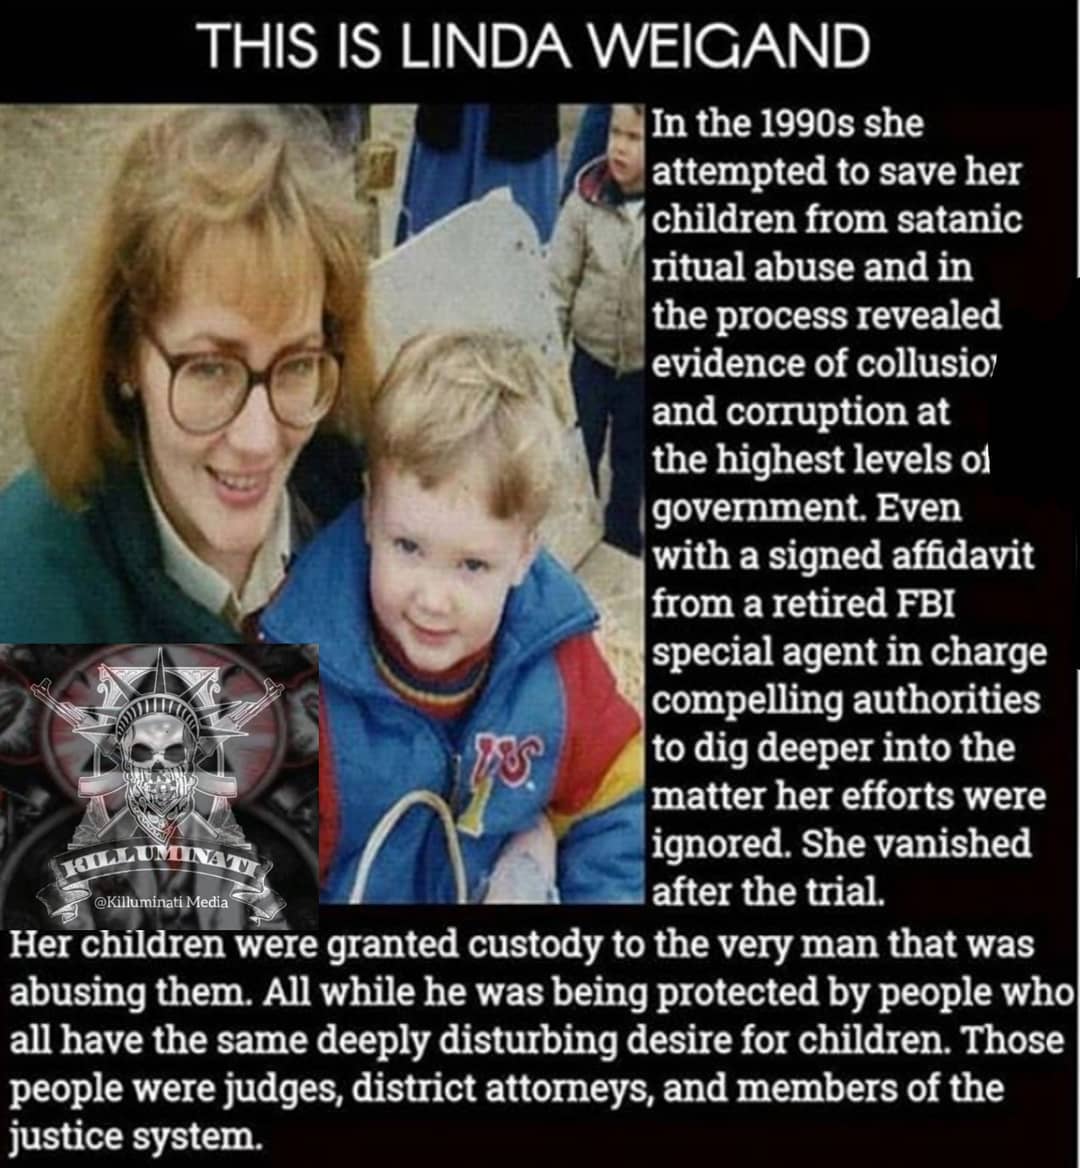 THIS IS LINDA WEIGAND
In the 1990s she
attempted to save her
children from satanic
ritual abuse and in
the process revealed
evidence of collusio
and corruption at
the highest levels of
government. Even
with a signed affidavit
from a retired FBI
special agent in charge
compelling authorities
to dig deeper into the
matter her efforts were
ignored. She vanished
after the trial.
KILLUMINATI
@Killuminati Media
Her children were granted custody to the very man that was
abusing them. All while he was being protected by people who
all have the same deeply disturbing desire for children. Those
people were judges, district attorneys, and members of the
justice system.